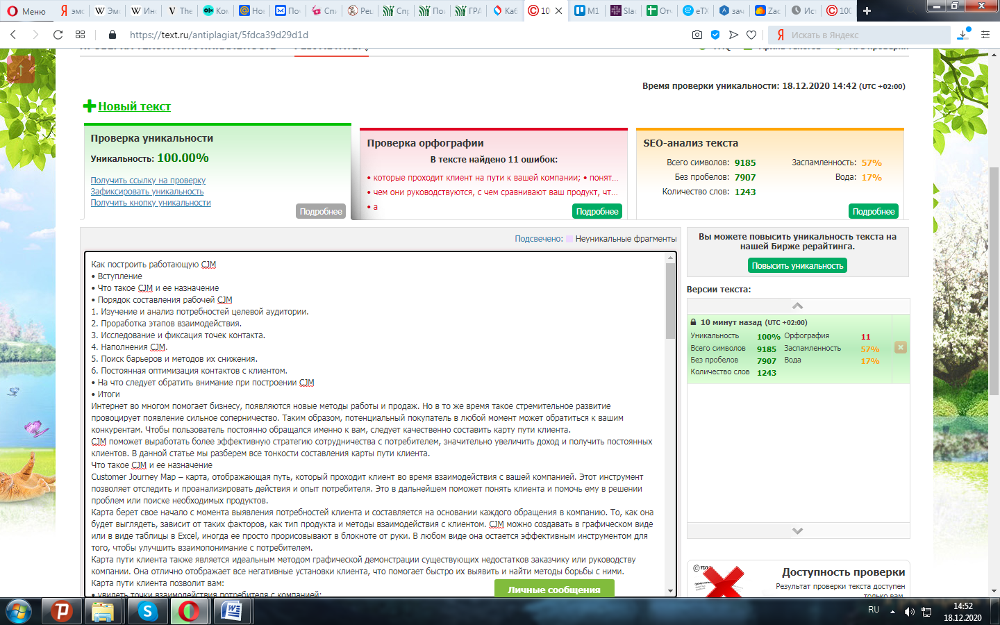 Меню
эмо
Эмо
Ин
The
Ком
Но
По
Спи
Рец
Спр
Пои
ГРА
Каб
10
М1
Slac
Отч
eTX
зач
Zac
Ист
100
https://text.ru/antiplagiat/5fdca39d29d1d
Искать в Яндекс
Время проверки уникальности: 18.12.2020 14:42 (UTC +02:00)
Новый текст
Проверка уникальности
Уникальность: 100.00%
Получить ссылку на проверку
Зафиксировать уникальность
Получить кнопку уникальности
Подробнее
Проверка орфографии
В тексте найдено 11 ошибок:
• которые проходит клиент на пути к вашей компании; • понят...
• чем они руководствуются, с чем сравнивают ваш продукт, чт...
• а
Подробнее
SEO-анализ текста
Всего символов: 9185 Заспамленность: 57%
Без пробелов: 7907 Вода: 17%
Количество слов: 1243
Подробнее
Подсвечено: Неуникальные фрагменты
Как построить работающую CJM
• Вступление
• Что такое CJM и ее назначение
• Порядок составления рабочей CJM
1. Изучение и анализ потребностей целевой аудитории.
2. Проработка этапов взаимодействия.
3. Исследование и фиксация точек контакта.
4. Наполнения CJM.
5. Поиск барьеров и методов их снижения.
6. Постоянная оптимизация контактов с клиентом.
• На что следует обратить внимание при построении CJM
• Итоги
Интернет во многом помогает бизнесу, появляются новые методы работы и продаж. Но в то же время такое стремительное развитие
провоцирует появление сильное соперничество. Таким образом, потенциальный покупатель в любой момент может обратиться к вашим
конкурентам. Чтобы пользователь постоянно обращался именно к вам, следует качественно составить карту пути клиента.
CJM поможет выработать более эффективную стратегию сотрудничества с потребителем, значительно увеличить доход и получить постоянных
клиентов. В данной статье мы разберем все тонкости составления карты пути клиента.
Что такое CJM и ее назначение
Customer Journey Map – карта, отображающая путь, который проходит клиент во время взаимодействия с вашей компанией. Этот инструмент
позволяет отследить и проанализировать действия и опыт потребителя. Это в дальнейшем поможет понять клиента и помочь ему в решении
проблем или поиске необходимых продуктов.
Карта берет свое начало с момента выявления потребностей клиента и составляется на основании каждого обращения в компанию. То, как она
будет выглядеть, зависит от таких факторов, как тип продукта и методы взаимодействия с клиентом. CJM можно создавать в графическом виде
или в виде таблицы в Excel, иногда ее просто прорисовывают в блокноте от руки. В любом виде она остается эффективным инструментом для
того, чтобы улучшить взаимопонимание с потребителем.
Карта пути клиента также является идеальным методом графической демонстрации существующих недостатков заказчику или руководству
компании. Она отлично отображает все негативные установки клиента, что помогает быстро их выявить и найти методы борьбы с ними.
Карта пути клиента позволит вам:
• увидеть точки взаимодействия потребителя с компанией;
Вы можете повысить уникальность текста на
нашей Бирже рерайтинга.
Повысить уникальность
Версии текста:
10 минут назад (UTC +02:00)
Уникальность 100% Орфография 11
Всего символов 9185 Заспамленность 57%
Без пробелов 7907 Вода 17%
Количество слов 1243
Доступность проверки
Результат проверки текста доступен
только вам.
Личные сообщения
RU
14:52
18.12.2020